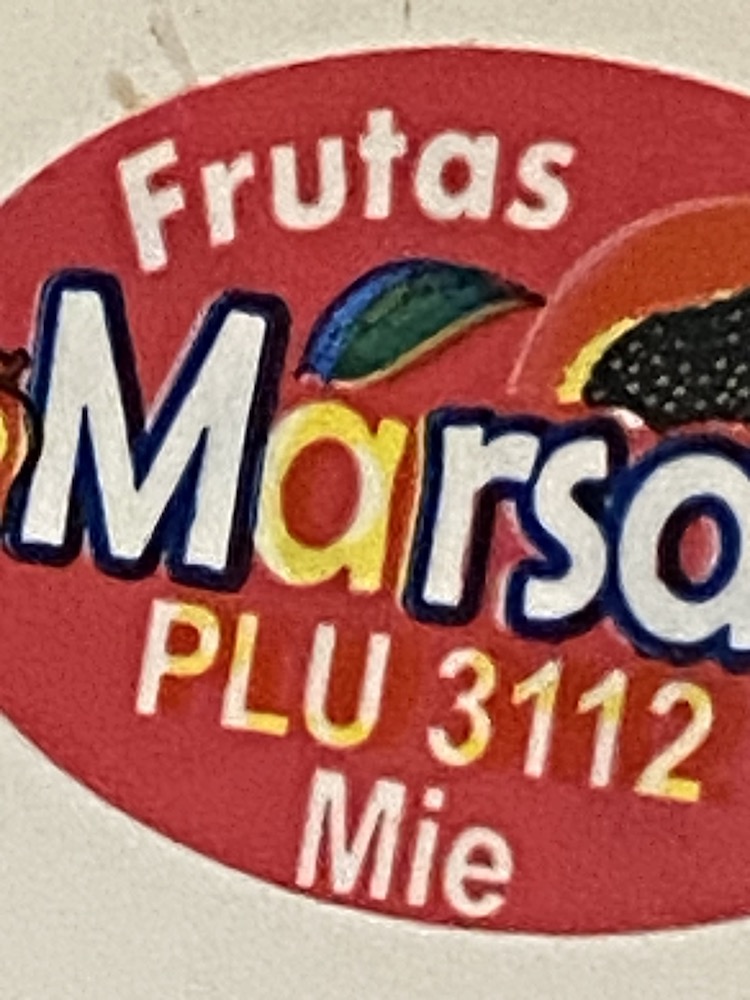 Frutas
Marsa
PLU 3112
Mie